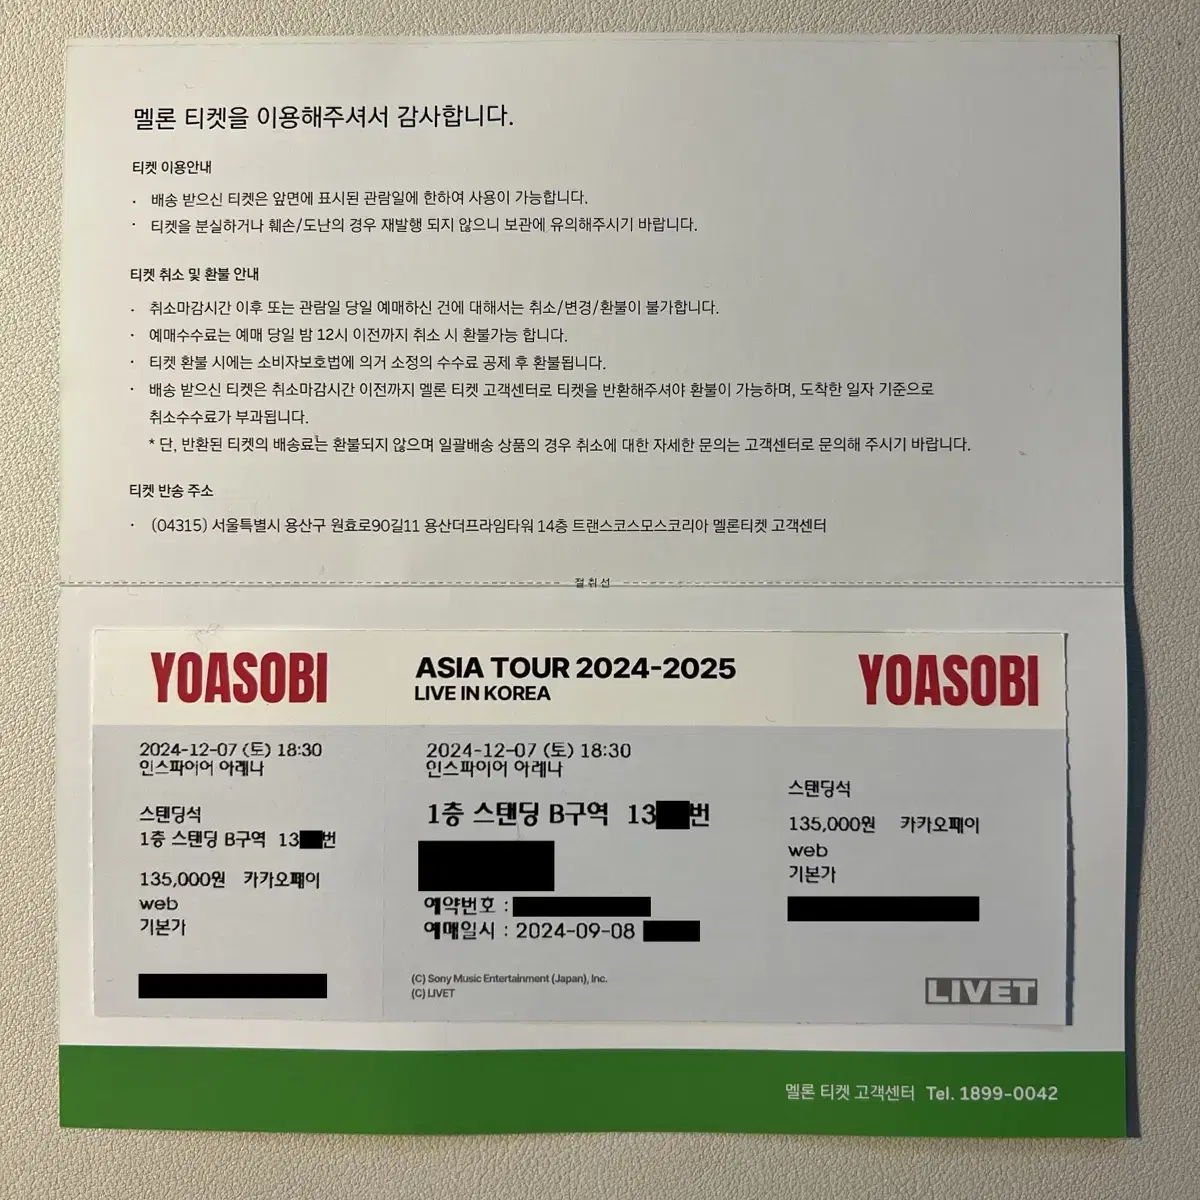 멜론 티켓을 이용해주셔서 감사합니다.
티켓 이용안내
· 배송 받으신 티켓은 앞면에 표시된 관람일에 한하여 사용이 가능합니다.
· 티켓을 분실하거나 훼손/도난의 경우 재발행 되지 않으니 보관에 유의해주시기 바랍니다.
티켓 취소 및 환불 안내
· 취소마감시간 이후 또는 관람일 당일 예매하신 건에 대해서는 취소/변경/환불이 불가합니다.
· 예매수수료는 예매 당일 밤 12시 이전까지 취소 시 환불가능 합니다.
· 티켓 환불 시에는 소비자보호법에 의거 소정의 수수료 공제 후 환불됩니다.
· 배송 받으신 티켓은 취소마감시간 이전까지 멜론 티켓 고객센터로 티켓을 반환해주셔야 환불이 가능하며, 도착한 일자 기준으로
취소수수료가 부과됩니다.
* 단, 반환된 티켓의 배송료는 환불되지 않으며 일괄배송 상품의 경우 취소에 대한 자세한 문의는 고객센터로 문의해 주시기 바랍니다.
티켓 반송 주소
· (04315) 서울특별시 용산구 원효로90길11 용산더프라임타워 14층 트랜스코스모스코리아 멜론티켓 고객센터
절취선
YOASOBI
2024-12-07 (토) 18:30
인스파이어 아레나
스탠딩석
1층 스탠딩 B구역 13 번
135,000원 카카오페이
web
기본가
ASIA TOUR 2024-2025
LIVE IN KOREA
2024-12-07 (토) 18:30
인스파이어 아레나
1층 스탠딩 B구역 13 번
예약번호 :
예매일시 : 2024-09-08
(C) Sony Music Entertainment (Japan), Inc.
(C) LIVET
YOASOBI
스탠딩석
135,000원 카카오페이
web
기본가
LIVET
멜론 티켓 고객센터 Tel. 1899-0042